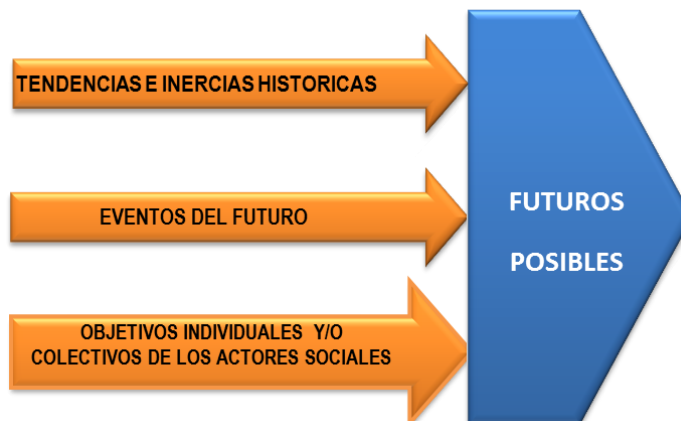 TENDENCIAS E INERCIAS HISTORICAS
EVENTOS DEL FUTURO
OBJETIVOS INDIVIDUALES Y/O
COLECTIVOS DE LOS ACTORES SOCIALES
FUTUROS
POSIBLES